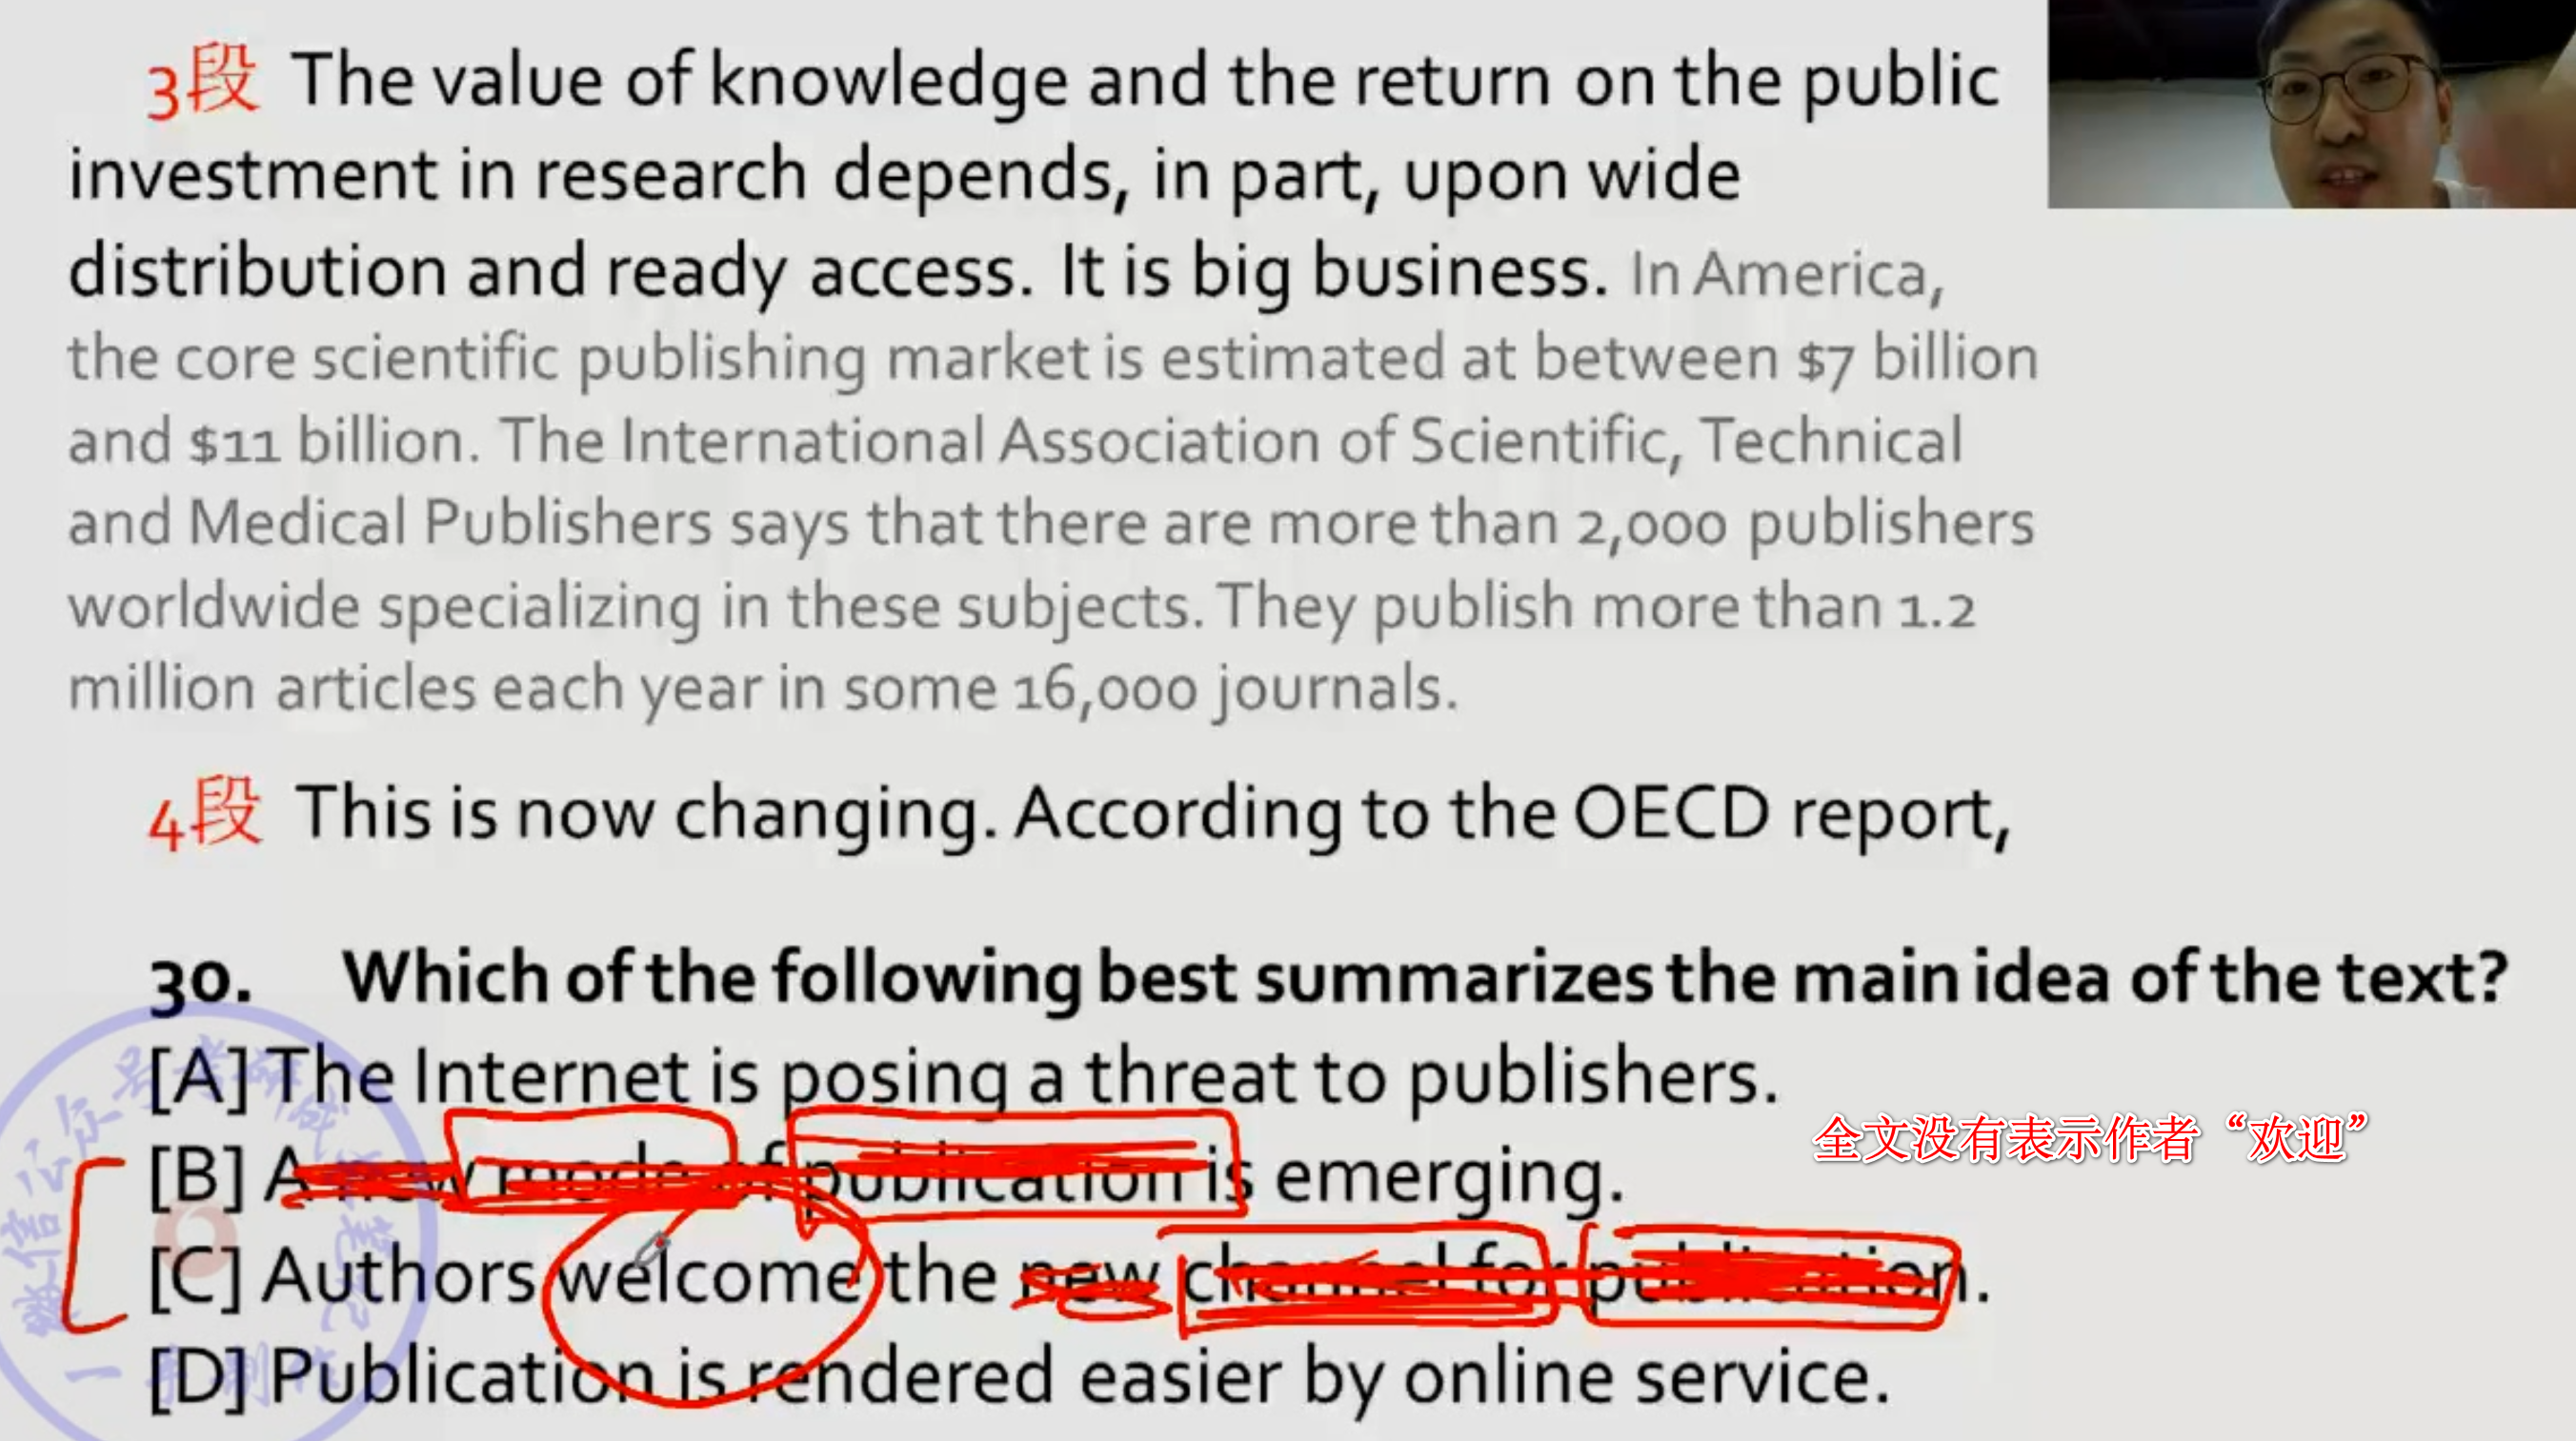 3段 The value of knowledge and the return on the public
investment in research depends, in part, upon wide
distribution and ready access. It is big business. In America,
the core scientific publishing market is estimated at between $7 billion
and $11 billion. The International Association of Scientific, Technical
and Medical Publishers says that there are more than 2,000 publishers
worldwide specializing in these subjects. They publish more than 1.2
million articles each year in some 16,000 journals.
4段 This is now changing. According to the OECD report,
30. Which of the following best summarizes the main idea of the text?
[A] The Internet is posing a threat to publishers.
全文没有表示作者“欢迎”
[B] A new mode of publication is emerging.
[C] Authors welcome the new channel for publication.
[D] Publication is rendered easier by online service.